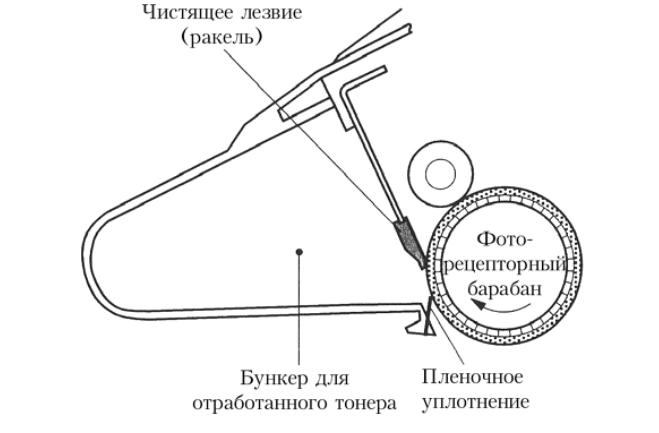 Чистящее лезвие
(ракель)
Фото-
рецепторный
барабан
Бункер для
отработанного тонера
Пленочное
уплотнение